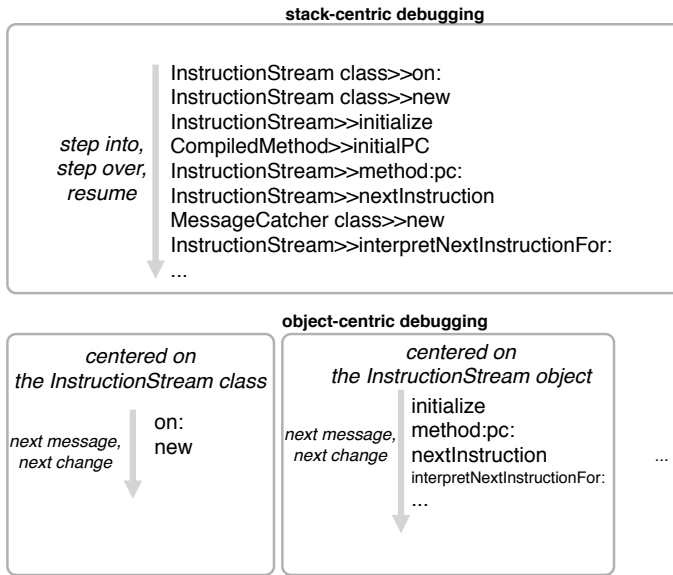 stack-centric debugging
step into,
step over,
resume
InstructionStream class>>on:
InstructionStream class>>new
InstructionStream>>initialize
CompiledMethod>>initialPC
InstructionStream>>method:pc:
InstructionStream>>nextInstruction
MessageCatcher class>>new
InstructionStream>>interpretNextInstructionFor:
...
object-centric debugging
centered on
the InstructionStream class
next message,
next change
on:
new
centered on
the InstructionStream object
next message,
next change
initialize
method:pc:
nextInstruction
interpretNextInstructionFor:
...
...